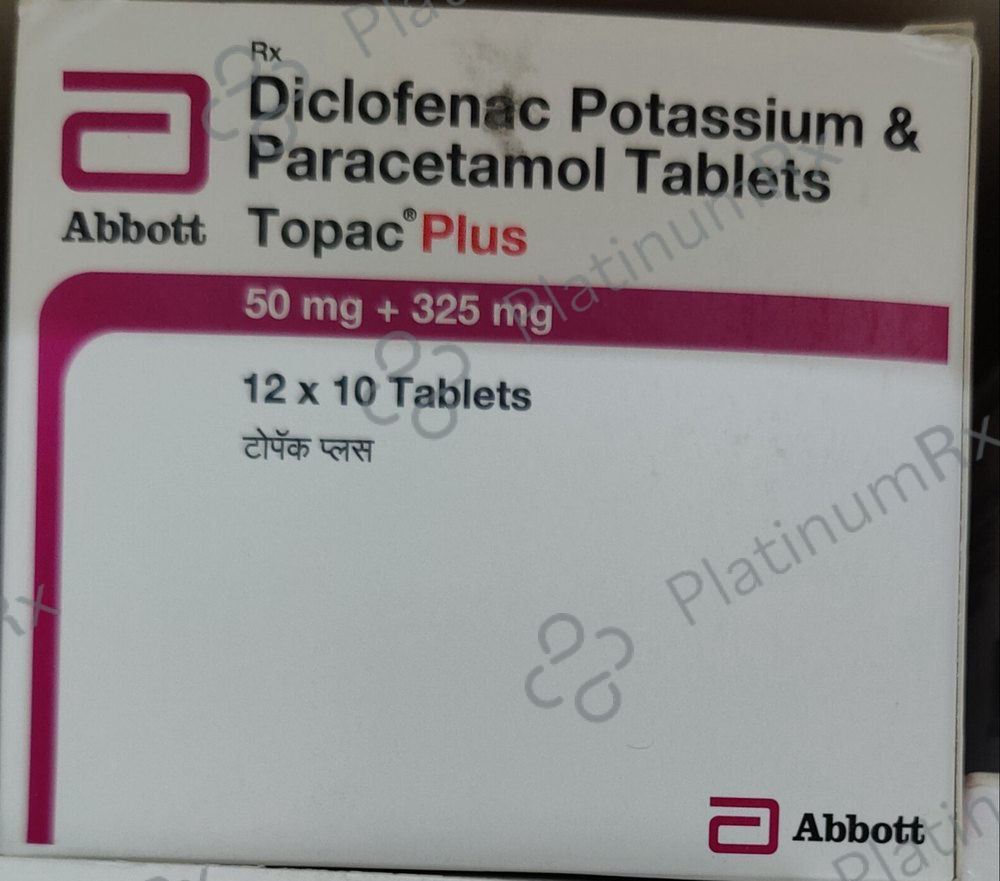 Rx
Diclofenac Potassium &
Paracetamol Tablets
Abbott
Topac® Plus
50 mg + 325 mg
12 x 10 Tablets
टोपॅक प्लस
Abbott
PlatinumRx
PlatinumRx